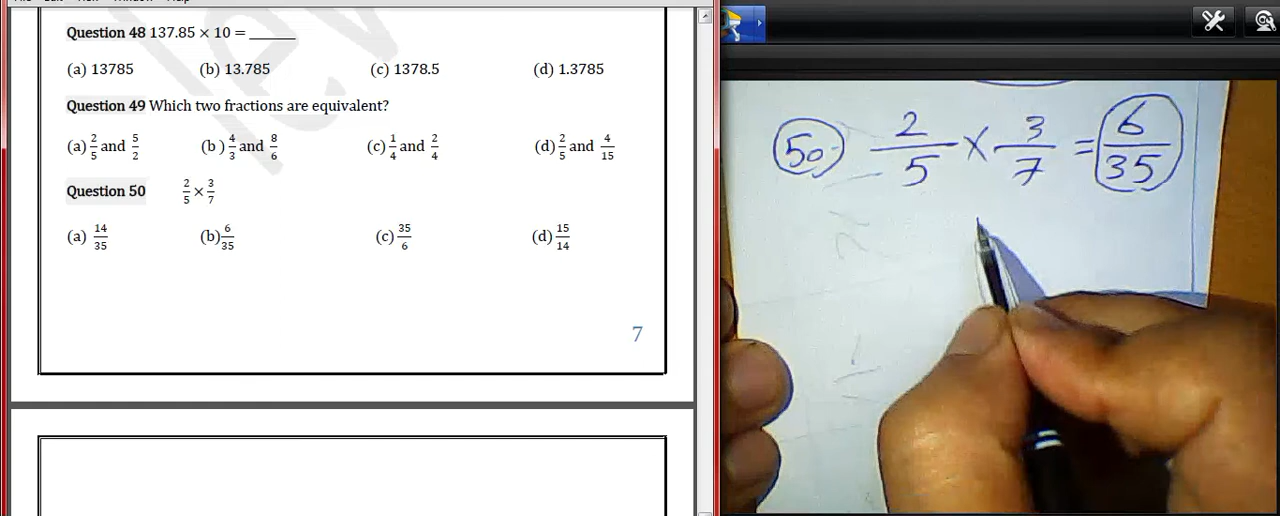 Question 48 137.85 × 10 = ______
(a) 13785 (b) 13.785 (c) 1378.5 (d) 1.3785
Question 49 Which two fractions are equivalent?
(a) 2/5 and 5/2 (b ) 4/3 and 8/6 (c) 1/4 and 2/4 (d) 2/5 and 4/15
Question 50 2/5 × 3/7
(a) 14/35 (b) 6/35 (c) 35/6 (d) 15/14
7
50 2/5 × 3/7 = 6/35